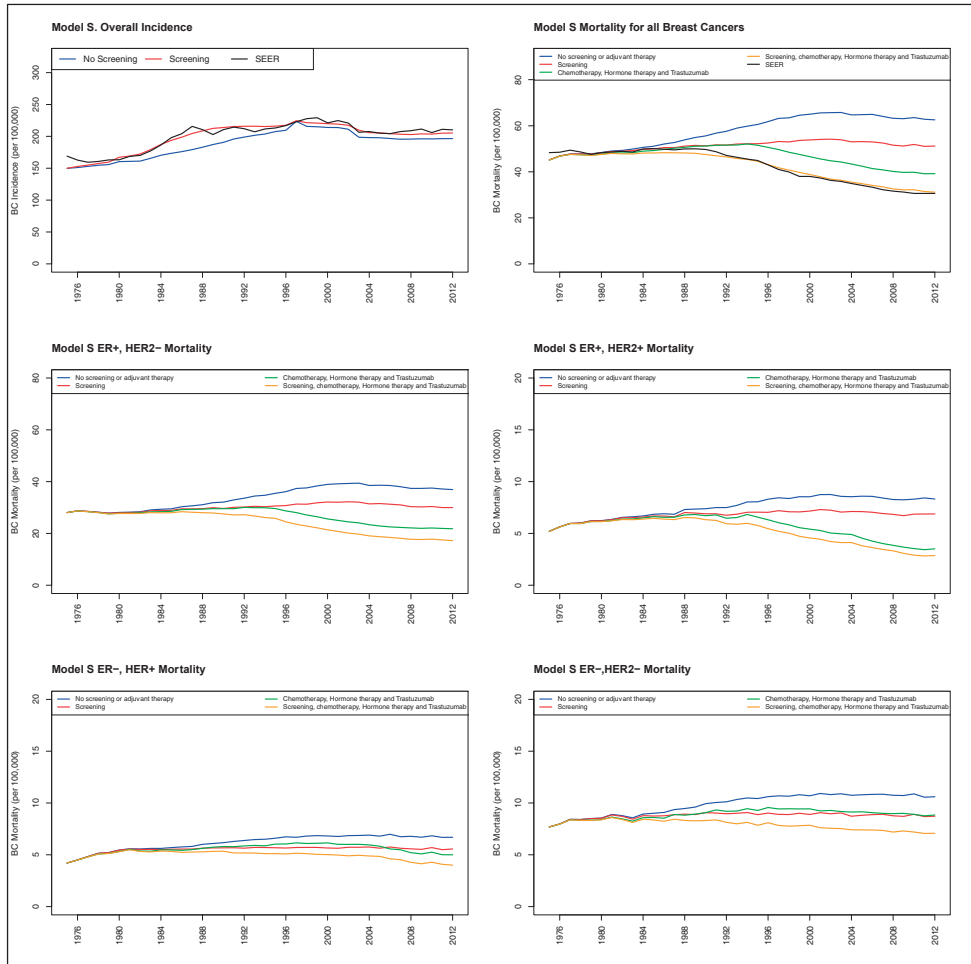 Model S. Overall Incidence
No Screening
Screening
SEER
BC Incidence (per 100,000)
0
50
100
150
200
250
300
1976
1980
1984
1988
1992
1996
2000
2004
2008
2012
Model S Mortality for all Breast Cancers
No screening or adjuvant therapy
Screening
Chemotherapy, Hormone therapy and Trastuzumab
Screening, chemotherapy, Hormone therapy and Trastuzumab
SEER
BC Mortality (per 100,000)
0
20
40
60
80
1976
1980
1984
1988
1992
1996
2000
2004
2008
2012
Model S ER+, HER2− Mortality
No screening or adjuvant therapy
Screening
Chemotherapy, Hormone therapy and Trastuzumab
Screening, chemotherapy, Hormone therapy and Trastuzumab
BC Mortality (per 100,000)
0
20
40
60
80
1976
1980
1984
1988
1992
1996
2000
2004
2008
2012
Model S ER+, HER2+ Mortality
No screening or adjuvant therapy
Screening
Chemotherapy, Hormone therapy and Trastuzumab
Screening, chemotherapy, Hormone therapy and Trastuzumab
BC Mortality (per 100,000)
0
5
10
15
20
1976
1980
1984
1988
1992
1996
2000
2004
2008
2012
Model S ER−, HER+ Mortality
No screening or adjuvant therapy
Screening
Chemotherapy, Hormone therapy and Trastuzumab
Screening, chemotherapy, Hormone therapy and Trastuzumab
BC Mortality (per 100,000)
0
5
10
15
20
1976
1980
1984
1988
1992
1996
2000
2004
2008
2012
Model S ER−,HER2− Mortality
No screening or adjuvant therapy
Screening
Chemotherapy, Hormone therapy and Trastuzumab
Screening, chemotherapy, Hormone therapy and Trastuzumab
BC Mortality (per 100,000)
0
5
10
15
20
1976
1980
1984
1988
1992
1996
2000
2004
2008
2012